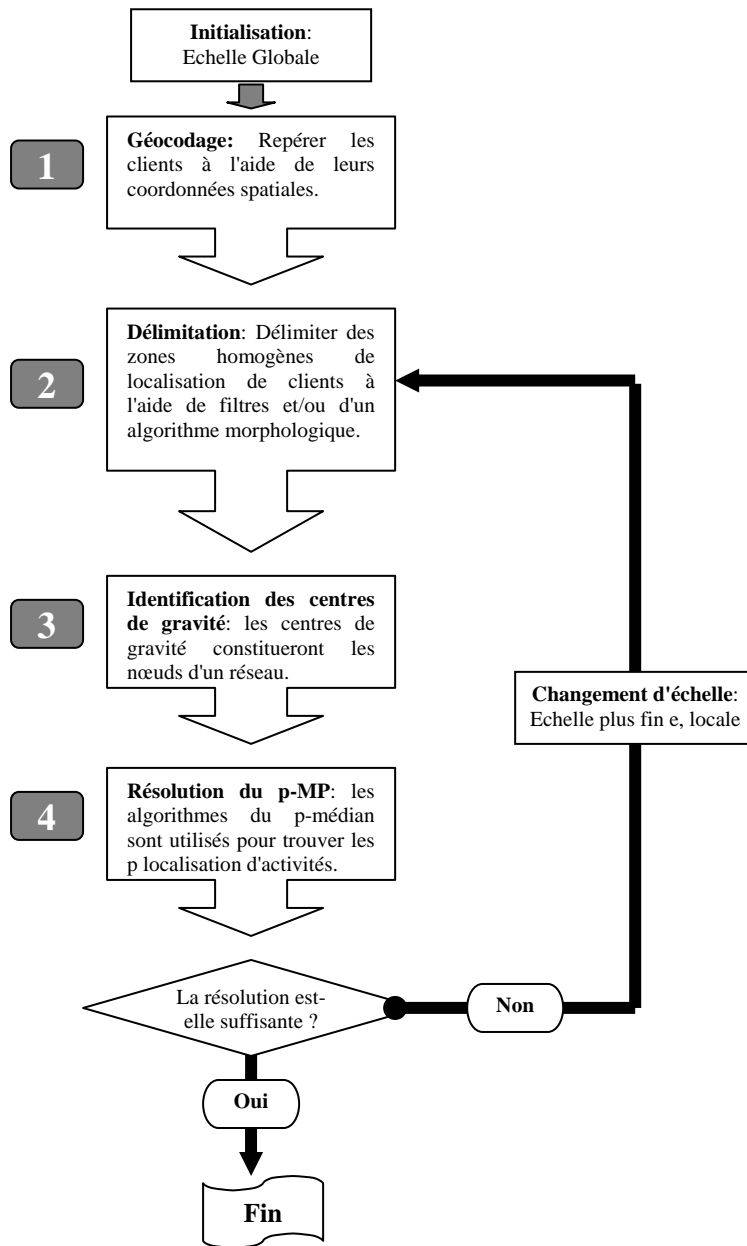 Initialisation:
Echelle Globale
1
Géocodage: Repérer les
clients à l'aide de leurs
coordonnées spatiales.
2
Délimitation: Délimiter des
zones homogènes de
localisation de clients à
l'aide de filtres et/ou d'un
algorithme morphologique.
3
Identification des centres
de gravité: les centres de
gravité constitueront les
nœuds d'un réseau.
Changement d'échelle:
Echelle plus fin e, locale
4
Résolution du p-MP: les
algorithmes du p-médian
sont utilisés pour trouver les
p localisation d'activités.
La résolution est-
elle suffisante ?
Non
Oui
Fin